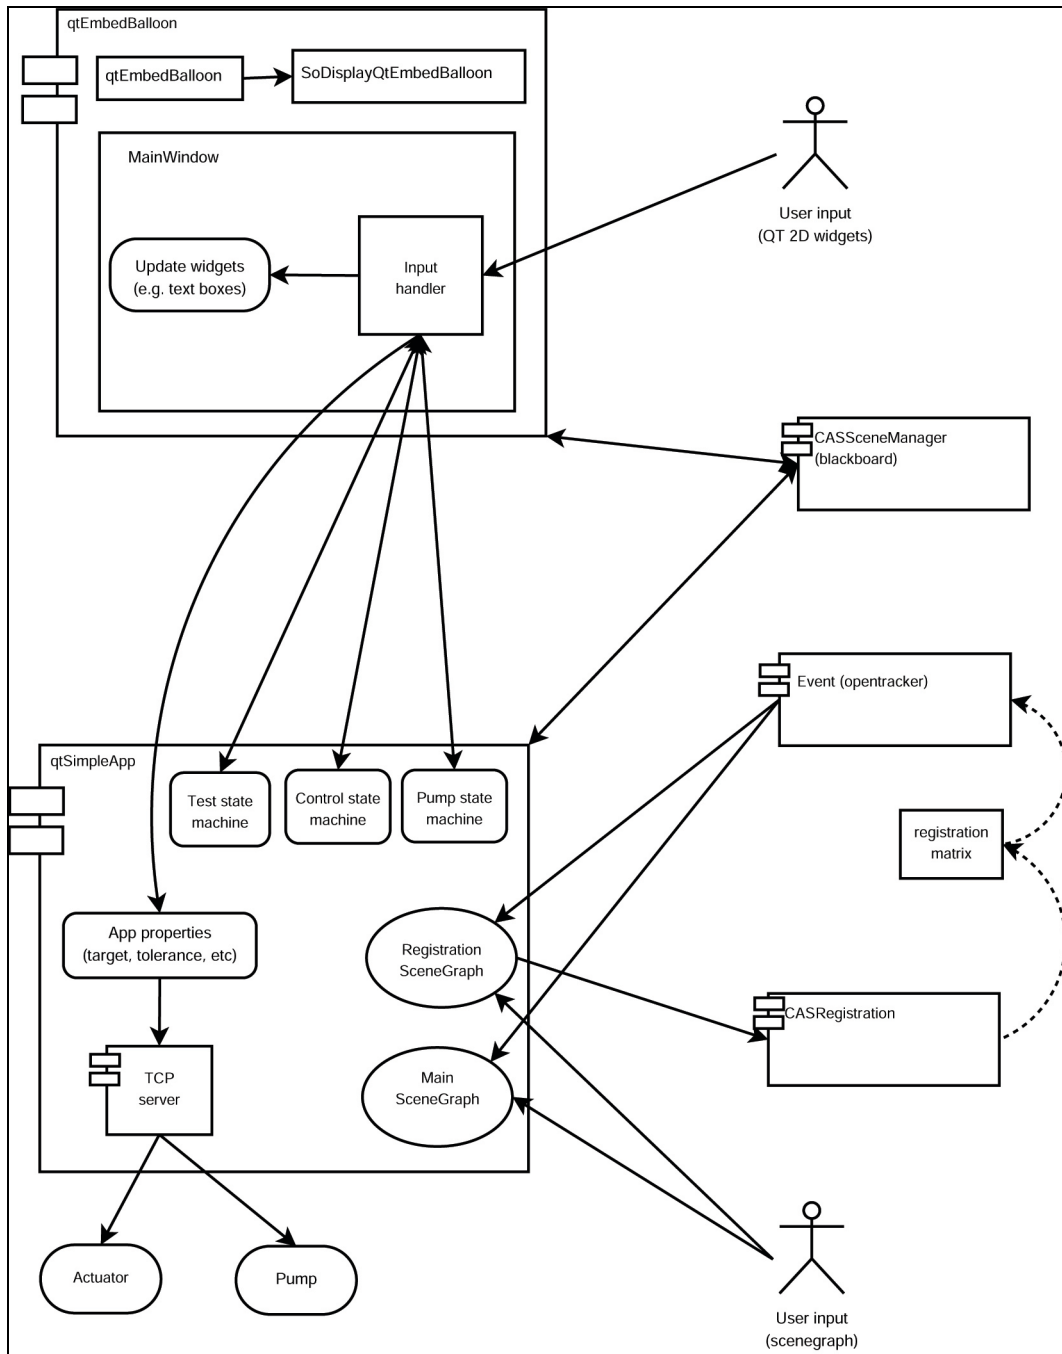 qtEmbedBalloon
qtEmbedBalloon
SoDisplayQtEmbedBalloon
MainWindow
Update widgets
(e.g. text boxes)
Input
handler
User input
(QT 2D widgets)
CASSceneManager
(blackboard)
Event (opentracker)
qtSimpleApp
Test state
machine
Control state
machine
Pump state
machine
registration
matrix
App properties
(target, tolerance, etc)
Registration
SceneGraph
CASRegistration
TCP
server
Main
SceneGraph
Actuator
Pump
User input
(scenegraph)